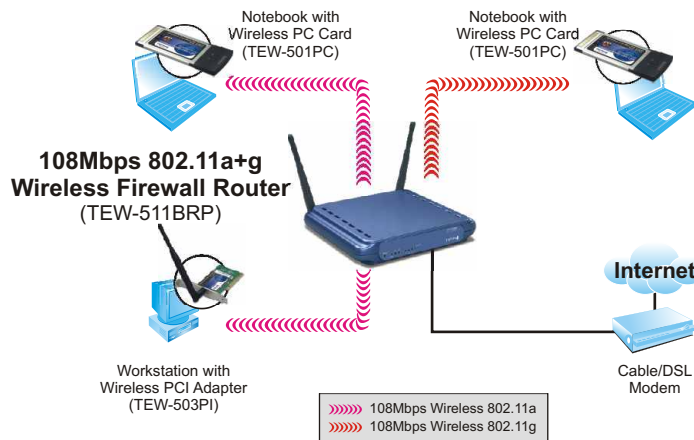 Notebook with
Wireless PC Card
(TEW-501PC)
Notebook with
Wireless PC Card
(TEW-501PC)
108Mbps 802.11a+g
Wireless Firewall Router
(TEW-511BRP)
Internet
Workstation with
Wireless PCI Adapter
(TEW-503PI)
Cable/DSL
Modem
108Mbps Wireless 802.11a
108Mbps Wireless 802.11g